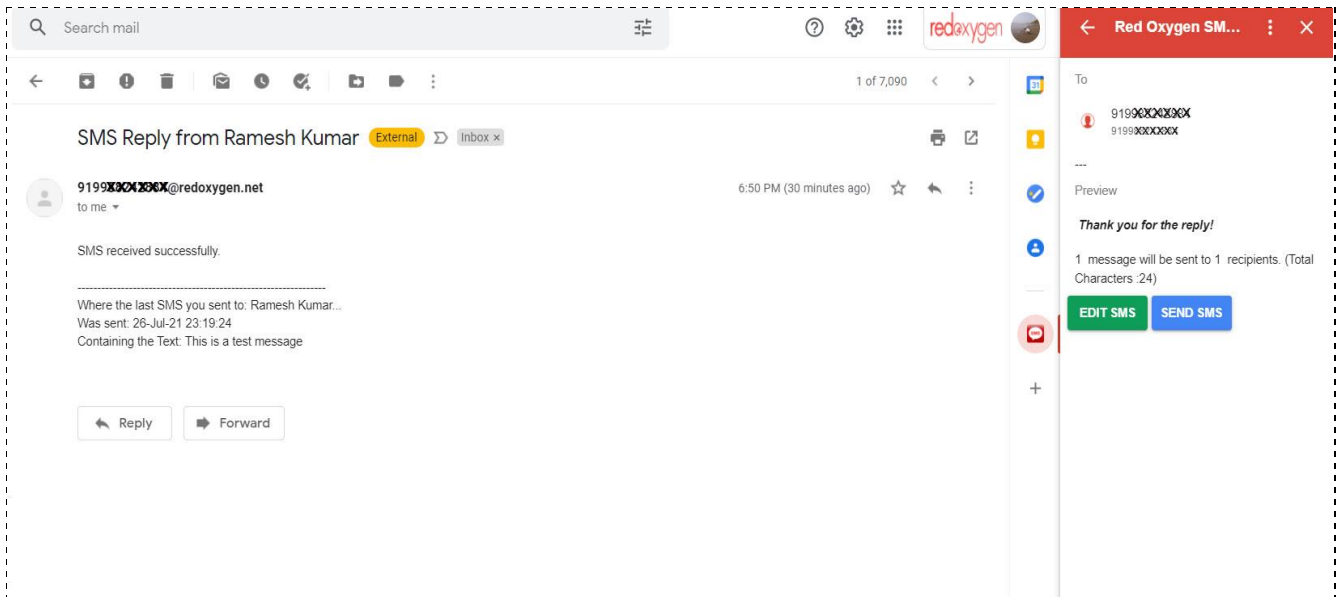 Search mail
redoxygen
1 of 7,090
SMS Reply from Ramesh Kumar External Inbox ×
@redoxygen.net
6:50 PM (30 minutes ago)
to me
SMS received successfully.
--------------------------------------------------------------
Where the last SMS you sent to: Ramesh Kumar...
Was sent: 26-Jul-21 23:19:24
Containing the Text: This is a test message
Reply
Forward
31
SMS
Red Oxygen SM...
To
---
Preview
Thank you for the reply!
1 message will be sent to 1 recipients. (Total
Characters :24)
EDIT SMS
SEND SMS